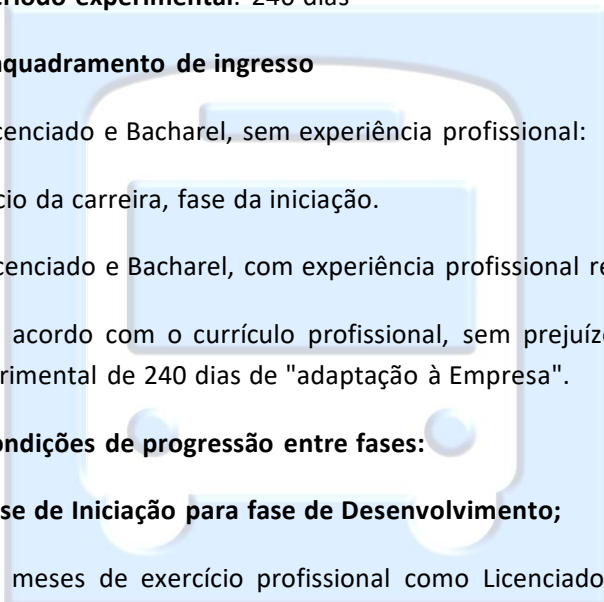 ríodo experimental: 240 dias
nquadramento de ingresso
cenciado e Bacharel, sem experiência profissional:
cio da carreira, fase da iniciação.
cenciado e Bacharel, com experiência profissional re
acordo com o currículo profissional, sem prejuíz
rimental de 240 dias de "adaptação à Empresa".
ondições de progressão entre fases:
se de Iniciação para fase de Desenvolvimento;
meses de exercício profissional como Licenciado